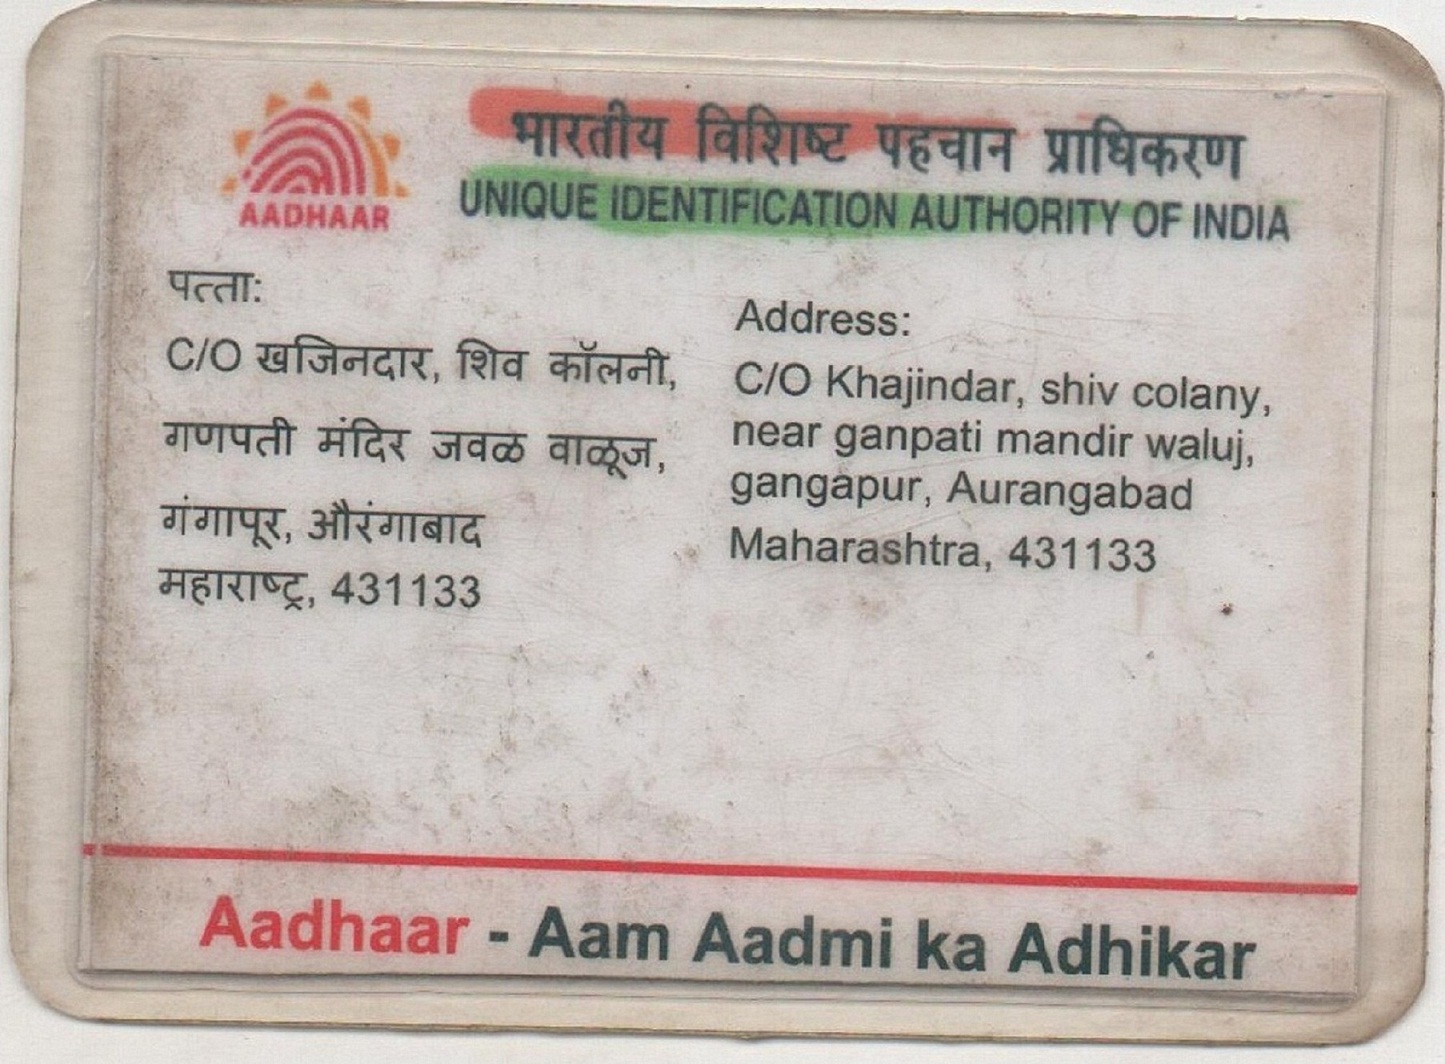 भारतीय विशिष्ट पहचान प्राधिकरण
UNIQUE IDENTIFICATION AUTHORITY OF INDIA
AADHAAR
पत्ता:
C/O खजिनदार, शिव कॉलनी,
गणपती मंदिर जवळ वाळूज,
गंगापूर, औरंगाबाद
महाराष्ट्र, 431133
Address:
C/O Khajindar, shiv colany,
near ganpati mandir waluj,
gangapur, Aurangabad
Maharashtra, 431133
Aadhaar - Aam Aadmi ka Adhikar